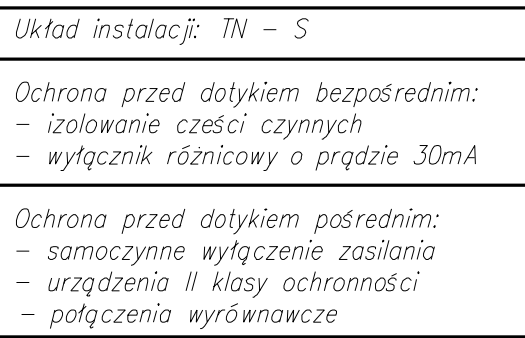 Układ instalacji: TN - S
Ochrona przed dotykiem bezpośrednim:
- izolowanie cześci czynnych
- wyłącznik różnicowy o prądzie 30mA
Ochrona przed dotykiem pośrednim:
- samoczynne wyłączenie zasilania
- urządzenia II klasy ochronności
- połączenia wyrównawcze